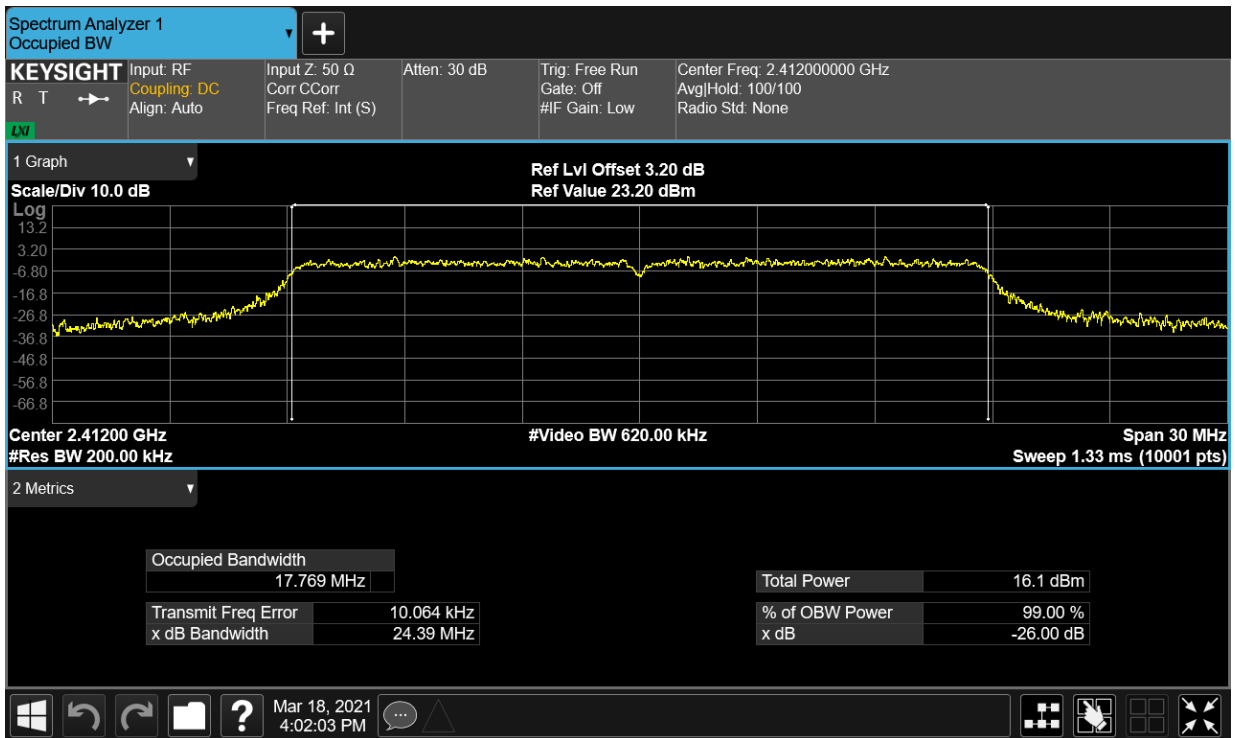 Spectrum Analyzer 1
Occupied BW
▼
+
KEYSIGHT
R T
LXI
Input: RF
Coupling: DC
Align: Auto
Input Z: 50 Ω
Corr CCorr
Freq Ref: Int (S)
Atten: 30 dB
Trig: Free Run
Gate: Off
#IF Gain: Low
Center Freq: 2.412000000 GHz
Avg|Hold: 100/100
Radio Std: None
1 Graph ▼
Scale/Div 10.0 dB
Ref Lvl Offset 3.20 dB
Ref Value 23.20 dBm
Log
13.2
3.20
-6.80
-16.8
-26.8
-36.8
-46.8
-56.8
-66.8
Center 2.41200 GHz
#Res BW 200.00 kHz
#Video BW 620.00 kHz
Span 30 MHz
Sweep 1.33 ms (10001 pts)
2 Metrics ▼
Occupied Bandwidth
17.769 MHz
Transmit Freq Error 10.064 kHz
x dB Bandwidth 24.39 MHz
Total Power 16.1 dBm
% of OBW Power 99.00 %
x dB -26.00 dB
?
Mar 18, 2021
4:02:03 PM